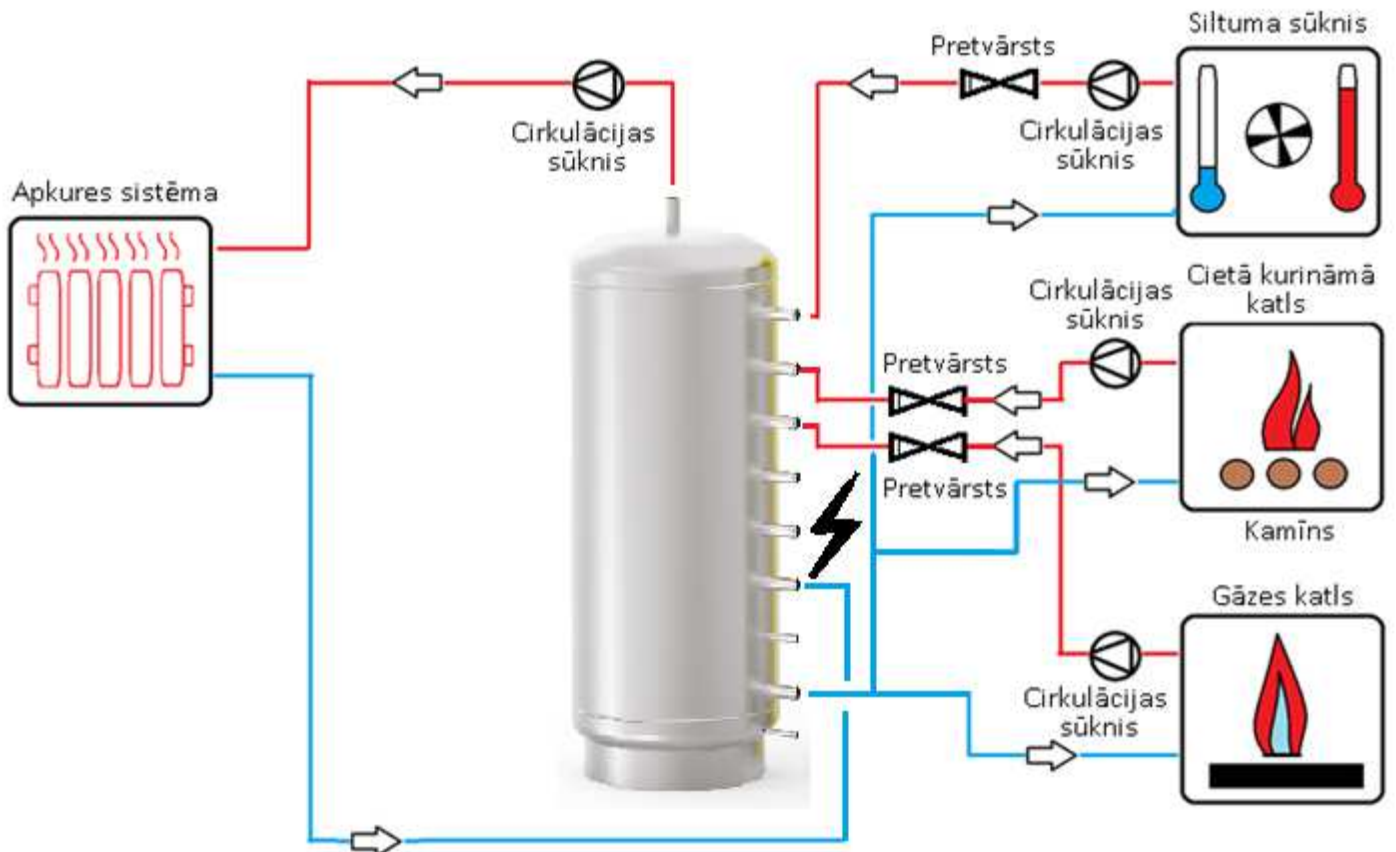 Siltuma sūknis
Pretvārsts
Cirkulācijas
sūknis
Cirkulācijas
sūknis
Apkures sistēma
Cietā kurināmā
katls
Cirkulācijas
sūknis
Pretvārsts
Pretvārsts
Kamīns
Gāzes katls
Cirkulācijas
sūknis